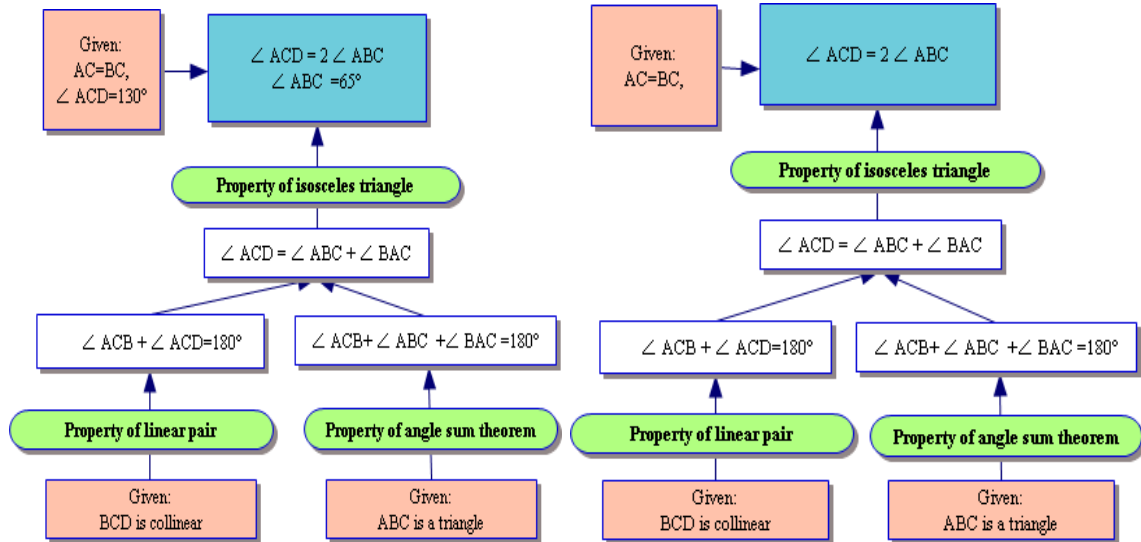 Given:
AC=BC,
∠ ACD=130°
∠ ACD = 2 ∠ ABC
∠ ABC =65°
Property of isosceles triangle
∠ ACD = ∠ ABC + ∠ BAC
∠ ACB + ∠ ACD=180°
∠ ACB+ ∠ ABC +∠ BAC =180°
Property of linear pair
Property of angle sum theorem
Given:
BCD is collinear
Given:
ABC is a triangle
Given:
AC=BC,
∠ ACD = 2 ∠ ABC
Property of isosceles triangle
∠ ACD = ∠ ABC + ∠ BAC
∠ ACB + ∠ ACD=180°
∠ ACB+ ∠ ABC +∠ BAC =180°
Property of linear pair
Property of angle sum theorem
Given:
BCD is collinear
Given:
ABC is a triangle